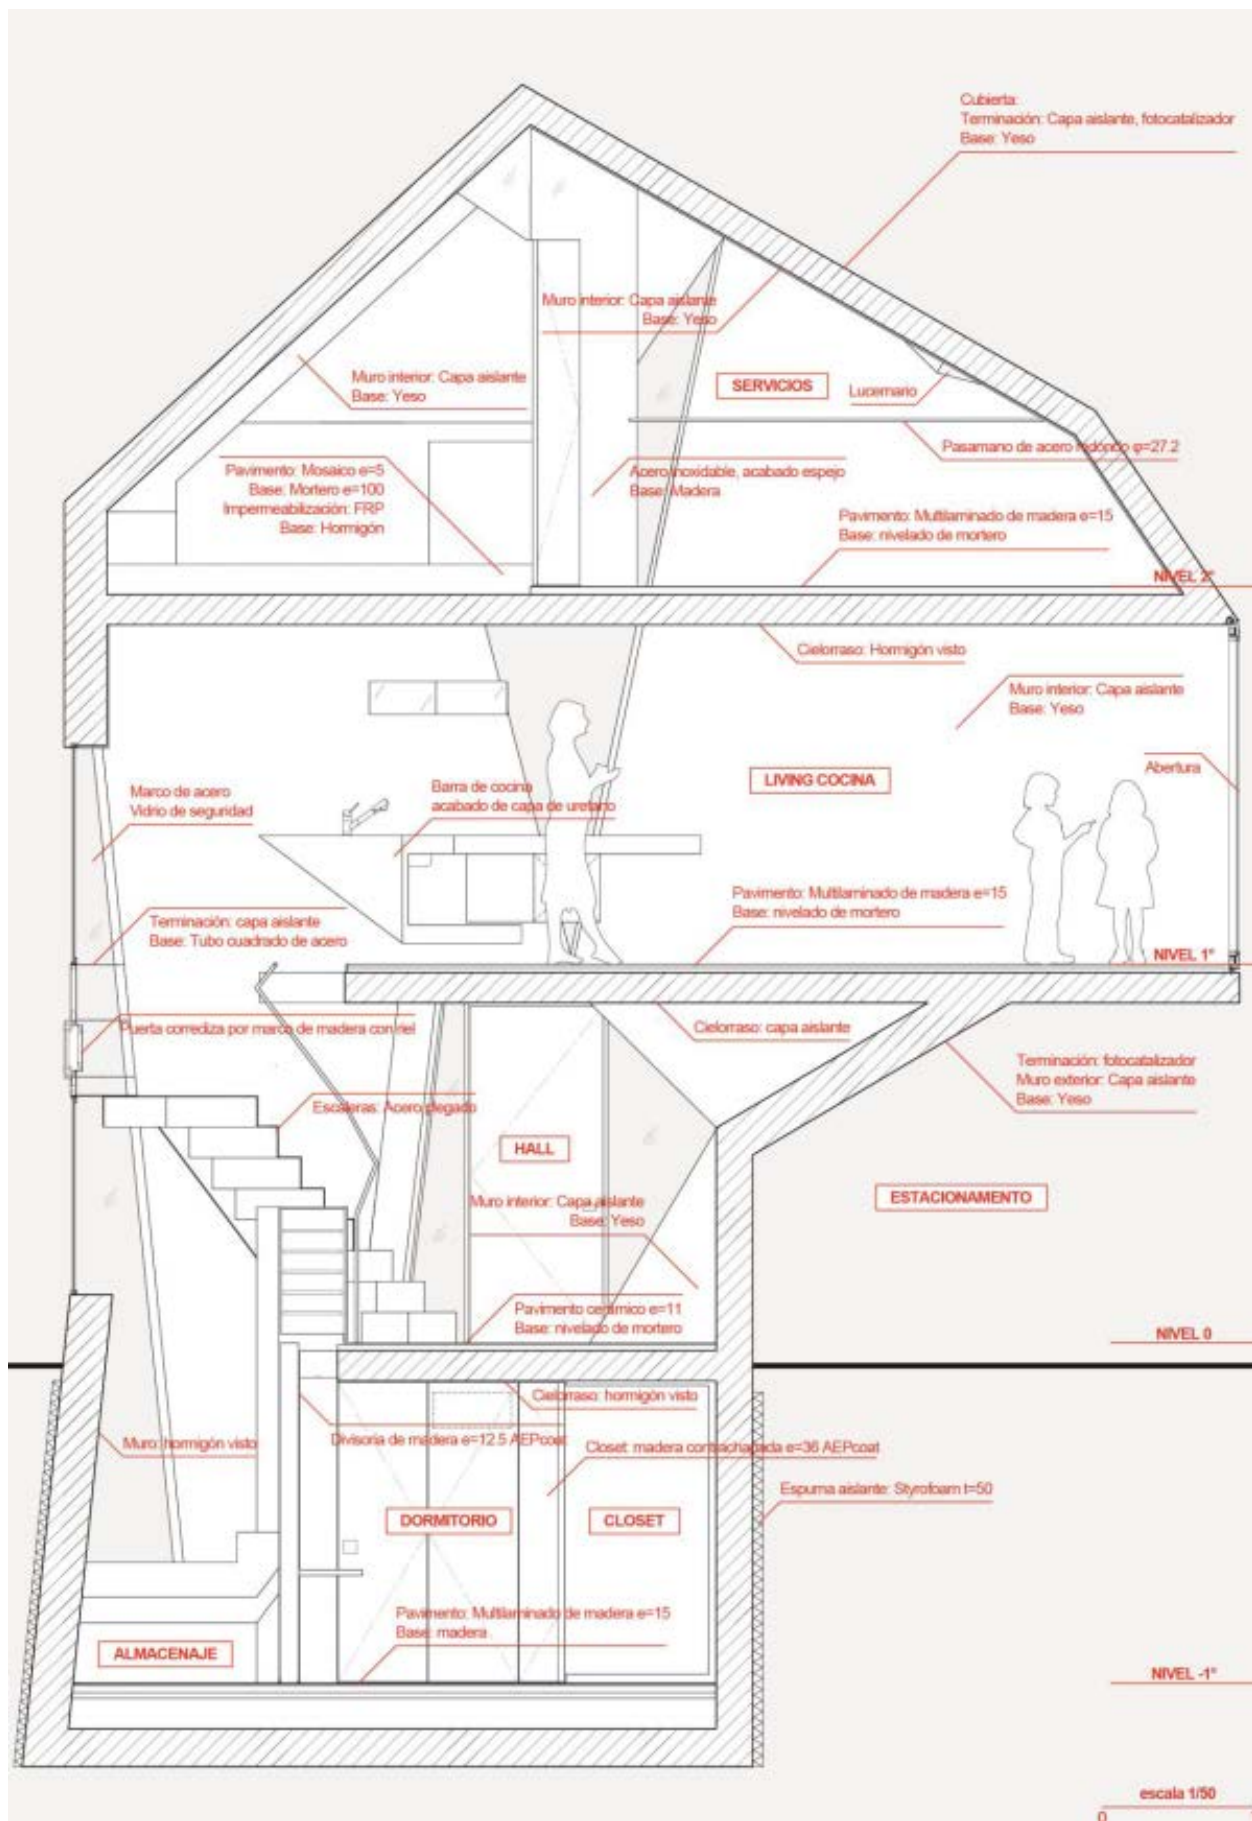 Cubierta:
Terminación: Capa aislante, fotocatalizador
Base: Yeso
Muro interior: Capa aislante
Base: Yeso
Muro interior: Capa aislante
Base: Yeso
SERVICIOS
Lucernario
Pasamano de acero redondo φ=27.2
Pavimento: Mosaico e=5
Base: Mortero e=100
Impermeabilización: FRP
Base: Hormigón
Acero inoxidable, acabado espejo
Base: Madera
Pavimento: Multilaminado de madera e=15
Base: nivelado de mortero
NIVEL 2°
Cielorraso: Hormigón visto
Muro interior: Capa aislante
Base: Yeso
LIVING COCINA
Abertura
Marco de acero
Vidrio de seguridad
Barra de cocina
acabado de capa de uretano
Pavimento: Multilaminado de madera e=15
Base: nivelado de mortero
Terminación: capa aislante
Base: Tubo cuadrado de acero
NIVEL 1°
Puerta corrediza por marco de madera con riel
Cielorraso: capa aislante
Terminación: fotocatalizador
Muro exterior: Capa aislante
Base: Yeso
Escaleras: Acero plegado
HALL
ESTACIONAMENTO
Muro interior: Capa aislante
Base: Yeso
Pavimento cerámico e=11
Base: nivelado de mortero
NIVEL 0
Cielorraso: hormigón visto
Muro: hormigón visto
Divisoria de madera e=12.5 AEPcoat
Closet: madera contrachapada e=36 AEPcoat
Espuma aislante: Styrofoam t=50
DORMITORIO
CLOSET
Pavimento: Multilaminado de madera e=15
Base: madera
ALMACENAJE
NIVEL -1°
escala 1/50
0